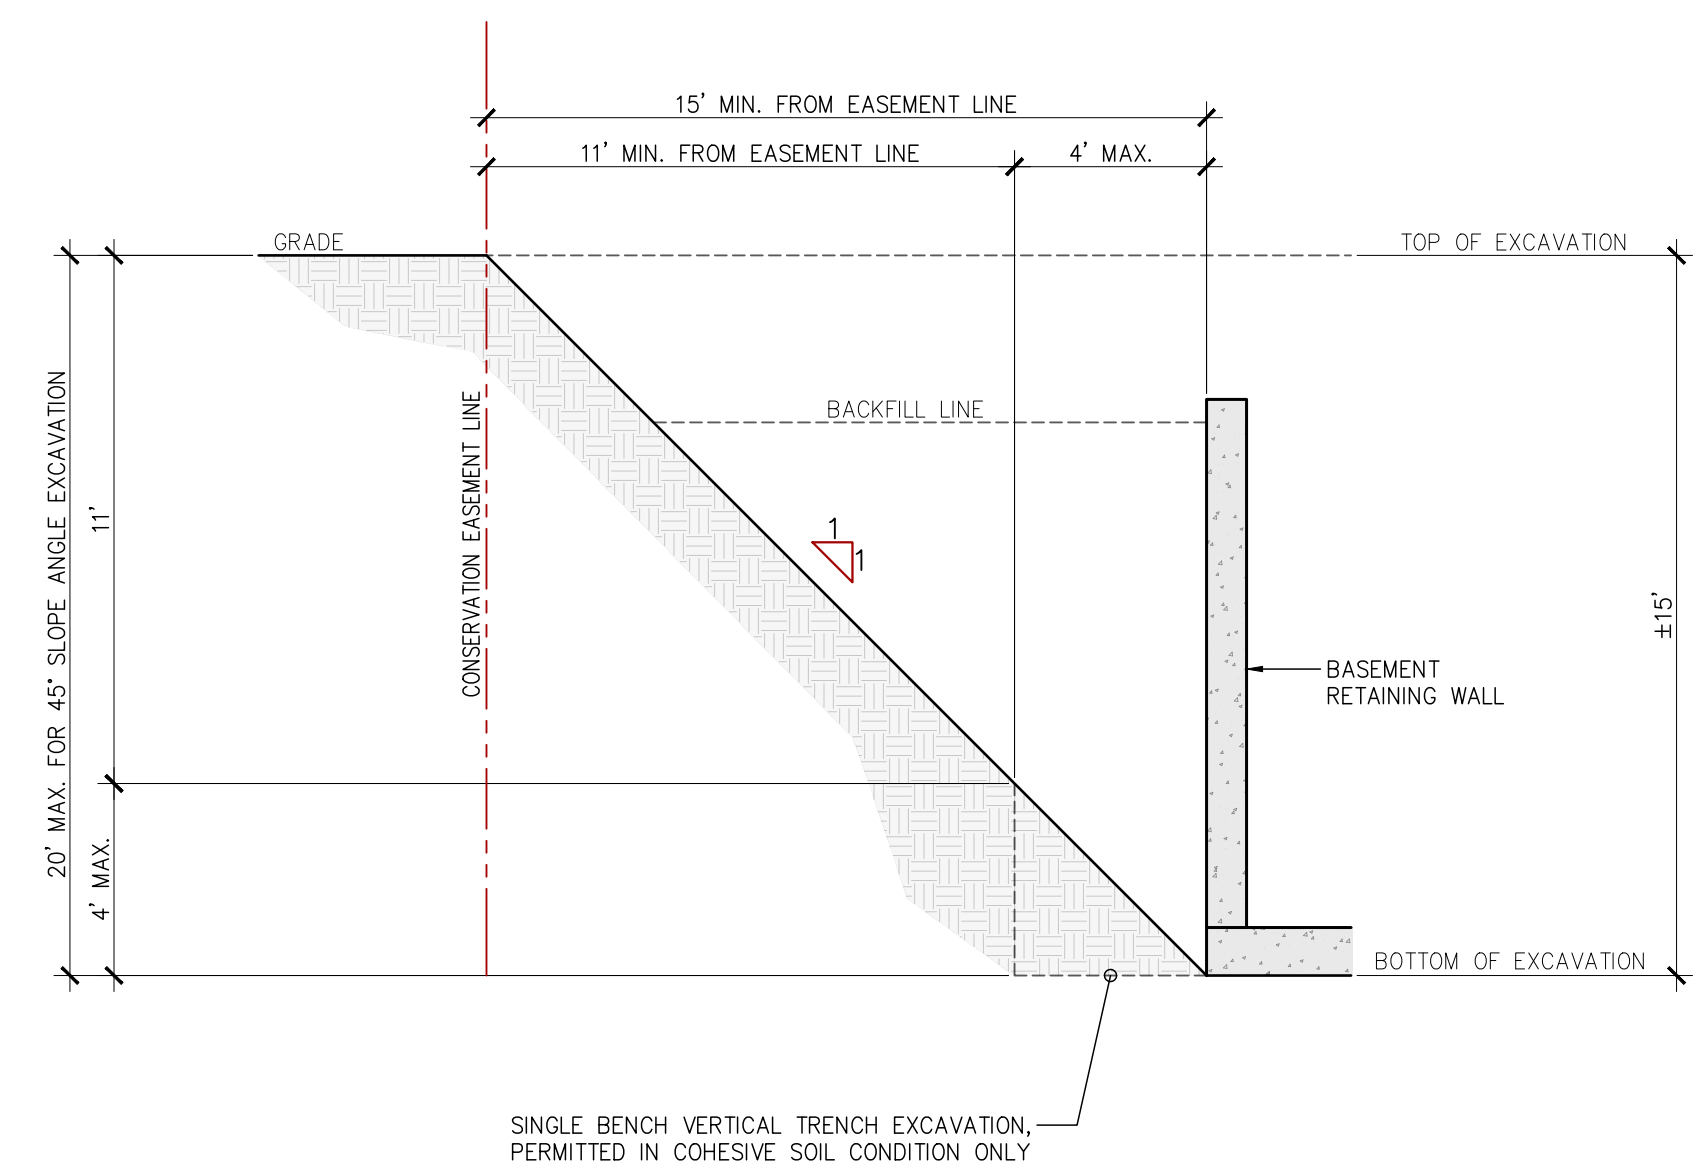 15' MIN. FROM EASEMENT LINE
11' MIN. FROM EASEMENT LINE
4' MAX.
GRADE
TOP OF EXCAVATION
BACKFILL LINE
20' MAX. FOR 45° SLOPE ANGLE EXCAVATION
11'
4' MAX.
CONSERVATION EASEMENT LINE
1
1
±15'
BASEMENT
RETAINING WALL
BOTTOM OF EXCAVATION
SINGLE BENCH VERTICAL TRENCH EXCAVATION,
PERMITTED IN COHESIVE SOIL CONDITION ONLY